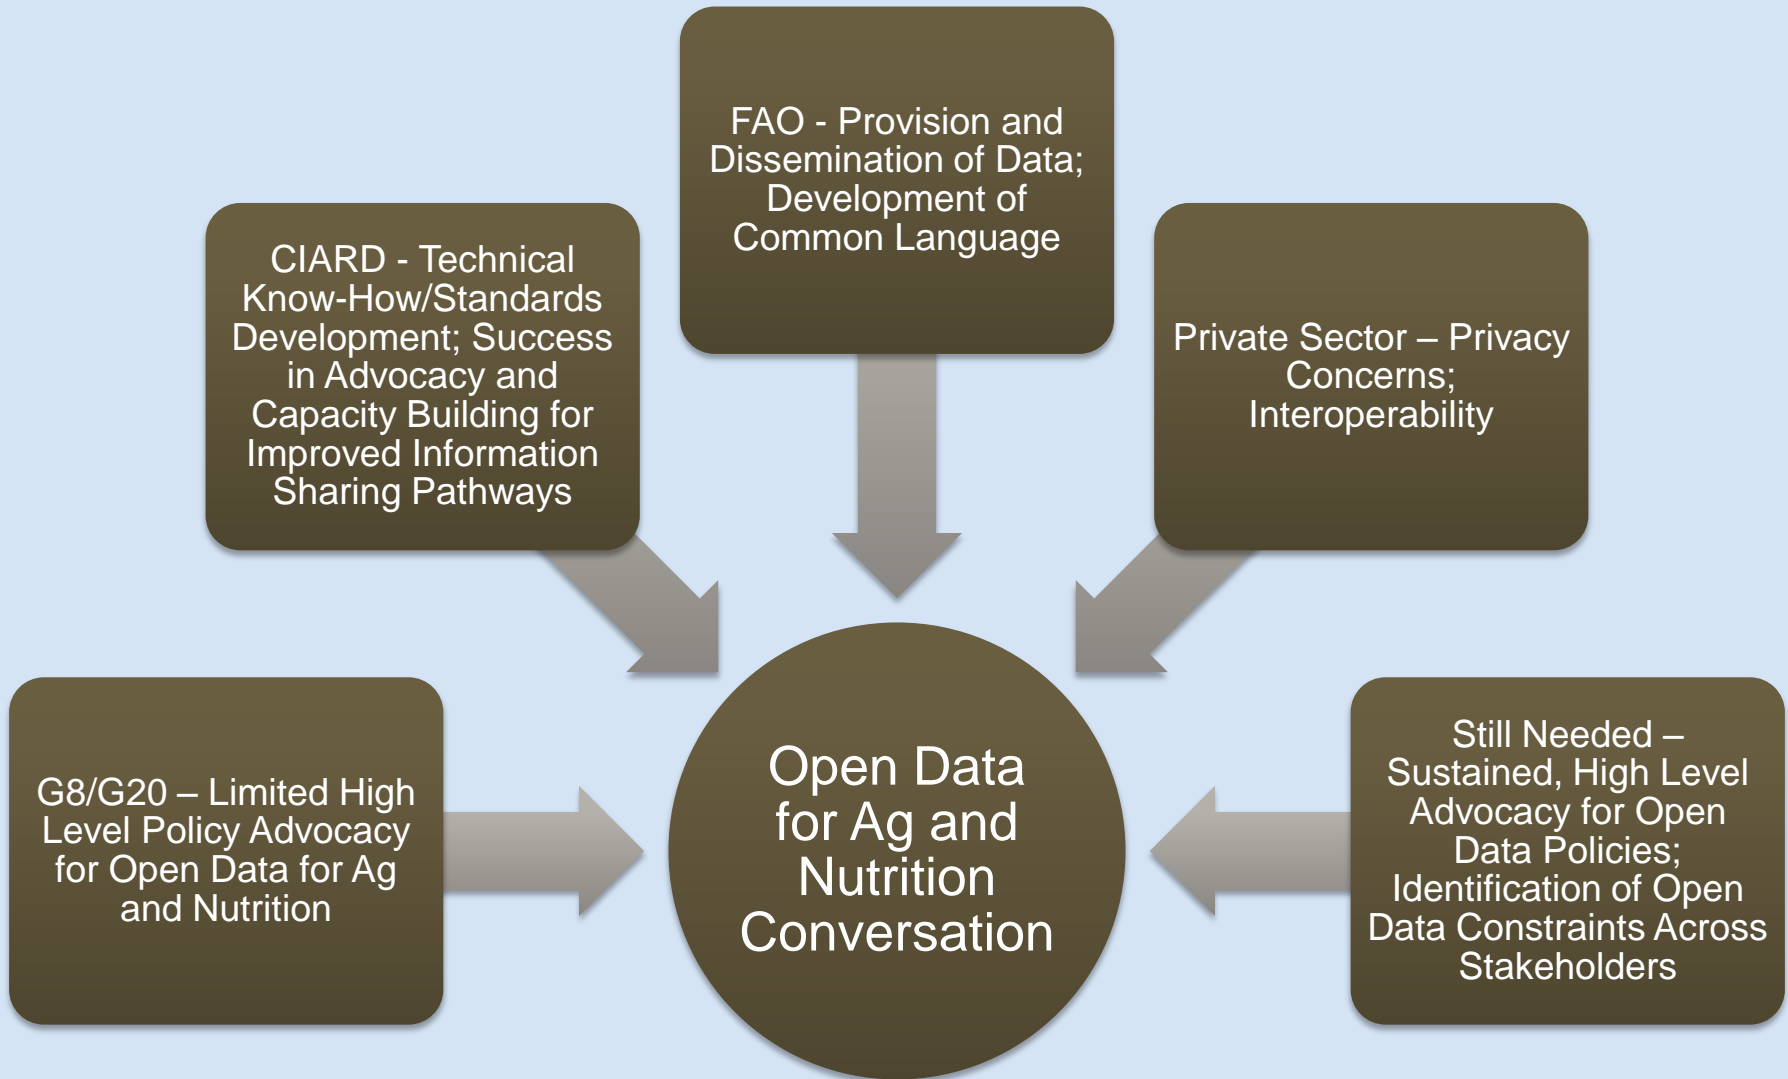 FAO - Provision and
Dissemination of Data;
Development of
Common Language
CIARD - Technical
Know-How/Standards
Development; Success
in Advocacy and
Capacity Building for
Improved Information
Sharing Pathways
Private Sector – Privacy
Concerns;
Interoperability
G8/G20 – Limited High
Level Policy Advocacy
for Open Data for Ag
and Nutrition
Open Data
for Ag and
Nutrition
Conversation
Still Needed –
Sustained, High Level
Advocacy for Open
Data Policies;
Identification of Open
Data Constraints Across
Stakeholders